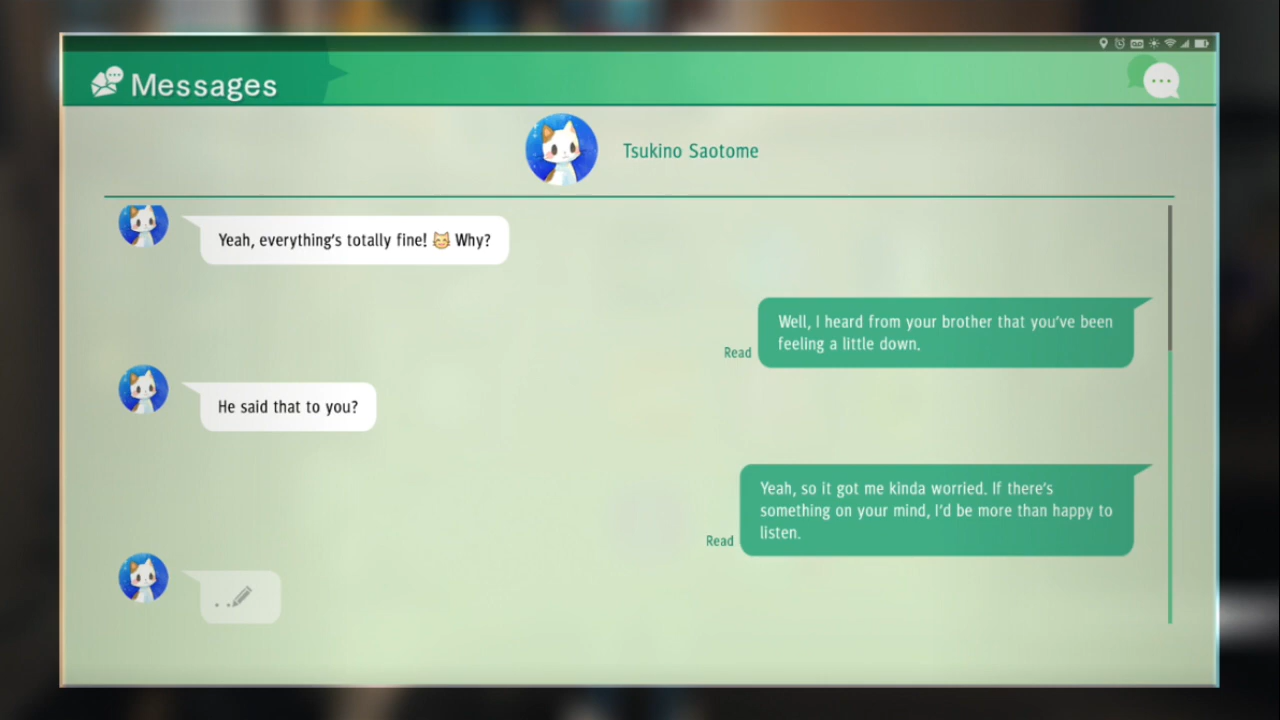 Messages
Tsukino Saotome
Yeah, everything's totally fine! 😸 Why?
Well, I heard from your brother that you've been
feeling a little down.
Read
He said that to you?
Yeah, so it got me kinda worried. If there's
something on your mind, I'd be more than happy to
listen.
Read